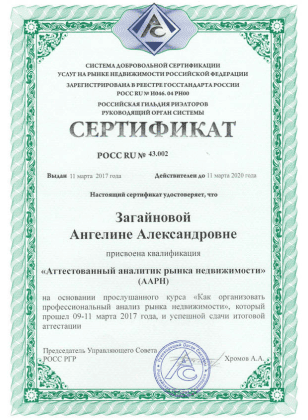 СИСТЕМА ДОБРОВОЛЬНОЙ СЕРТИФИКАЦИИ
УСЛУГ НА РЫНКЕ НЕДВИЖИМОСТИ РОССИЙСКОЙ ФЕДЕРАЦИИ
ЗАРЕГИСТРИРОВАНА В РЕЕСТРЕ ГОССТАНДАРТА РОССИИ
РОСС RU № И046. 04 РН00
РОССИЙСКАЯ ГИЛЬДИЯ РИЭЛТОРОВ
РУКОВОДЯЩИЙ ОРГАН СИСТЕМЫ
СЕРТИФИКАТ
РОСС RU № 43.002
Выдан 11 марта 2017 года Действителен до 11 марта 2020 года
Настоящий сертификат удостоверяет, что
Загайновой
Ангелине Александровне
присвоена квалификация
«Аттестованный аналитик рынка недвижимости»
(ААРН)
на основании прослушанного курса «Как организовать
профессиональный анализ рынка недвижимости», который
прошел 09-11 марта 2017 года, и успешной сдачи итоговой
аттестации
Председатель Управляющего Совета
РОСС РГР Хромов А.А.